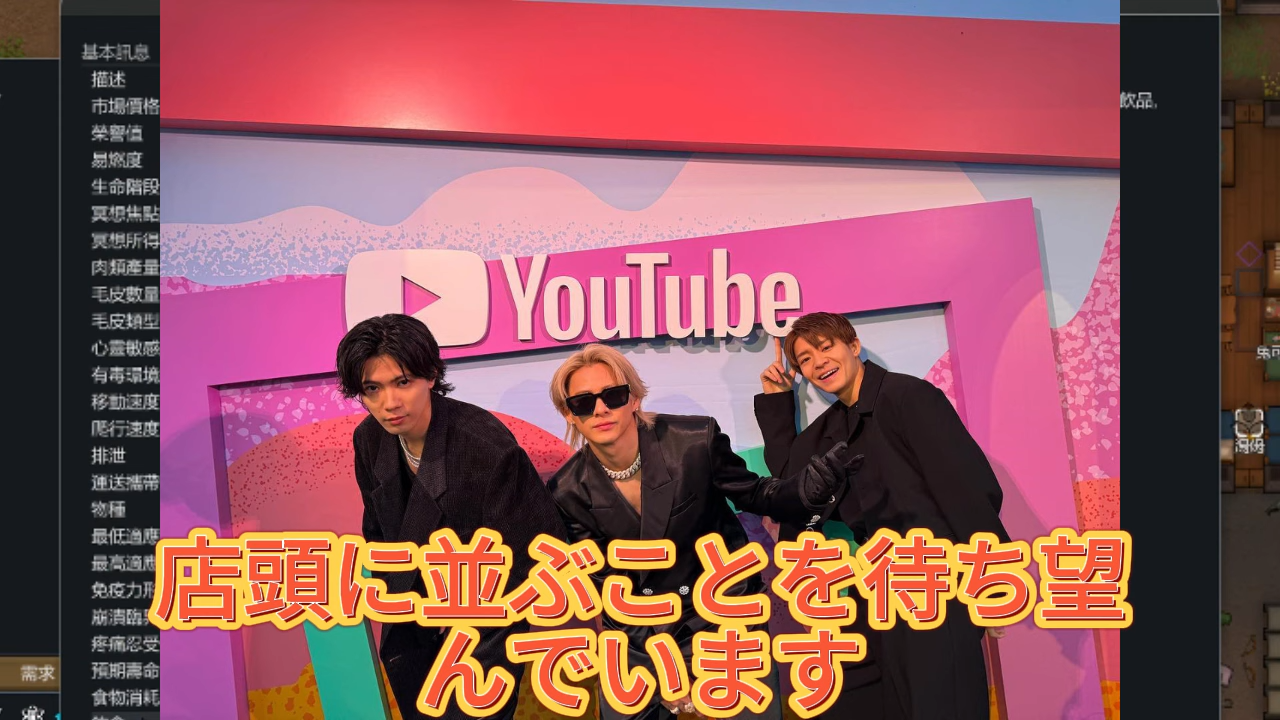 基本訊息
描述
市場價格
榮譽值
易燃度
生命階段
冥想焦點
冥想所得
肉類產量
毛皮數量
毛皮類型
心靈敏感
有毒環境
移動速度
爬行速度
排泄
運送攜帶
物種
最低適應
最高適應
免疫力形
崩潰臨界
疼痛忍受
預期壽命
食物消耗
需求
飲品.
YouTube
店頭に並ぶことを待ち望
んでいます